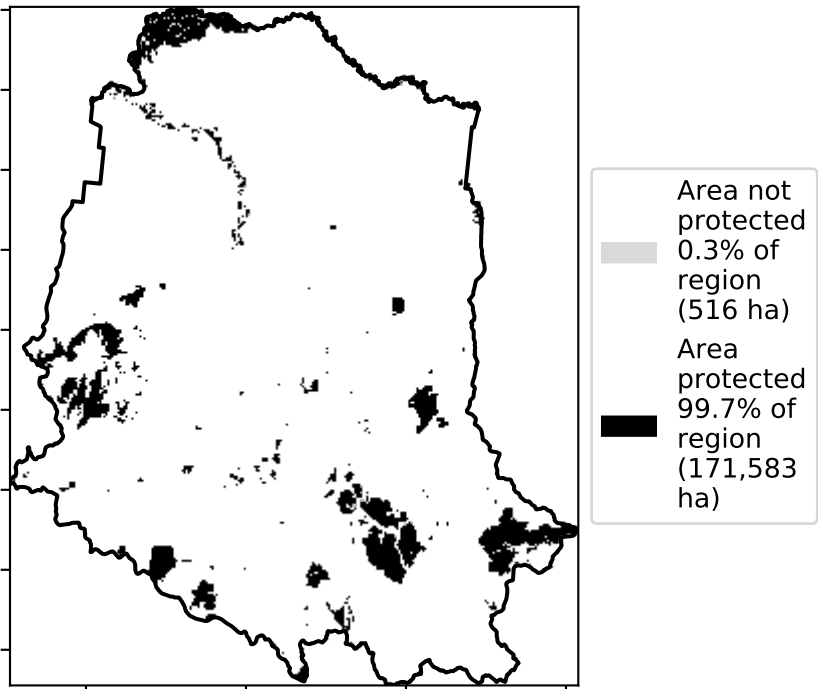 Area not
protected
0.3% of
region
(516 ha)
Area
protected
99.7% of
region
(171,583
ha)